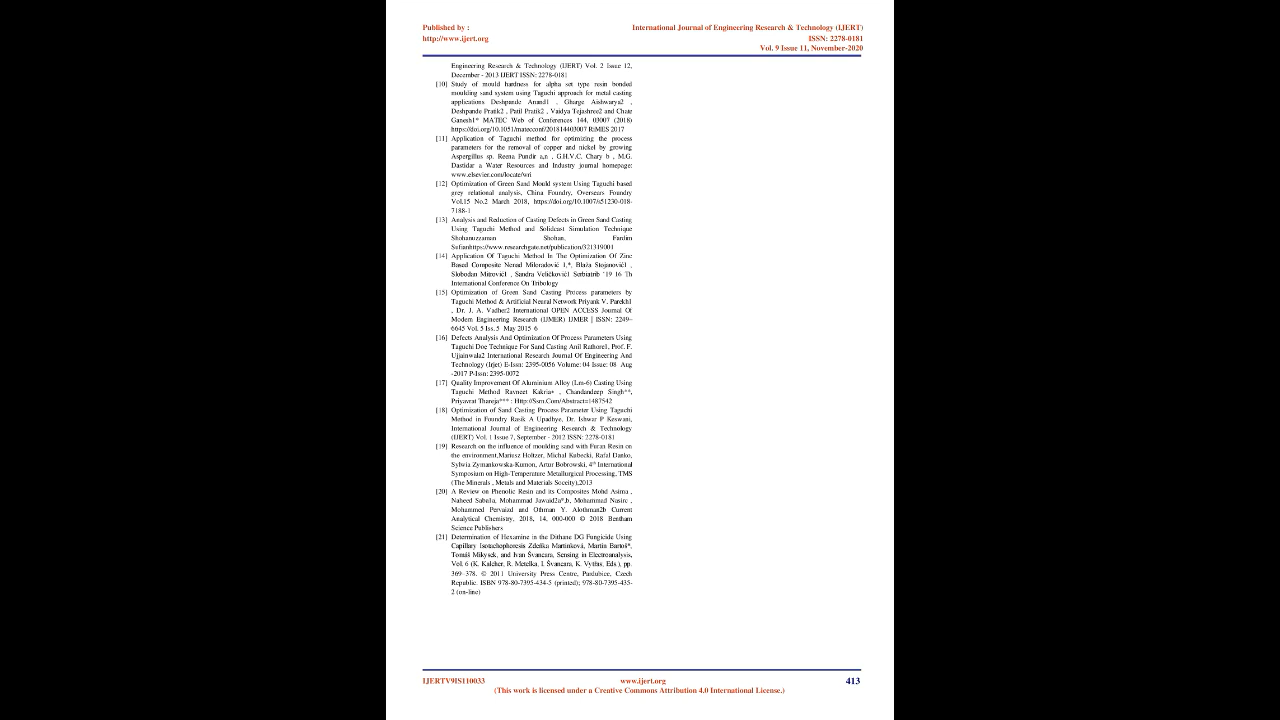 Published by :
International Journal of Engineering Research & Technology (IJERT)
http://www.ijert.org
ISSN: 2278-0181
Vol. 9 Issue 11, November-2020
Engineering Research & Technology (IJERT) Vol. 2 Issue 12,
December - 2013 IJERT ISSN: 2278-0181
[10] Study of mould hardness for alpha set type resin bonded
moulding sand system using Taguchi approach for metal casting
applications Deshpande Anand1 , Gharge Aishwarya2 ,
Deshpande Pratik2 , Patil Pratik2 , Vaidya Tejashree2 and Chate
Ganesh1* MATEC Web of Conferences 144, 03007 (2018)
https://doi.org/10.1051/matecconf/201814403007 RiMES 2017
[11] Application of Taguchi method for optimizing the process
parameters for the removal of copper and nickel by growing
Aspergillus sp. Reena Pundir a,n , G.H.V.C. Chary b , M.G.
Dastidar a Water Resources and Industry journal homepage:
www.elsevier.com/locate/wri
[12] Optimization of Green Sand Mould system Using Taguchi based
grey relational analysis, China Foundry, Oversears Foundry
Vol.15 No.2 March 2018, https://doi.org/10.1007/s51230-018-
7188-1
[13] Analysis and Reduction of Casting Defects in Green Sand Casting
Using Taguchi Method and Solidcast Simulation Technique
Shohanuzzaman Shohan, Fardim
Sufianhttps://www.researchgate.net/publication/321319001
[14] Application Of Taguchi Method In The Optimization Of Zinc
Based Composite Nenad Miloradović 1,*, Blaža Stojanović1 ,
Slobodan Mitrović1 , Sandra Veličković1 Serbiatrib '19 16 Th
International Conference On Tribology
[15] Optimization of Green Sand Casting Process parameters by
Taguchi Method & Artificial Neural Network Priyank V. Parekh1
, Dr. J. A. Vadher2 International OPEN ACCESS Journal Of
Modern Engineering Research (IJMER) IJMER | ISSN: 2249–
6645 Vol. 5 Iss. 5 May 2015 6
[16] Defects Analysis And Optimization Of Process Parameters Using
Taguchi Doe Technique For Sand Casting Anil Rathore1, Prof. F.
Ujjainwala2 International Research Journal Of Engineering And
Technology (Irjet) E-Issn: 2395-0056 Volume: 04 Issue: 08 Aug
-2017 P-Issn: 2395-0072
[17] Quality Improvement Of Aluminium Alloy (Lm-6) Casting Using
Taguchi Method Ravneet Kakria* , Chandandeep Singh**,
Priyavrat Thareja*** : Http://Ssrn.Com/Abstract=1487542
[18] Optimization of Sand Casting Process Parameter Using Taguchi
Method in Foundry Rasik A Upadhye, Dr. Ishwar P Keswani,
International Journal of Engineering Research & Technology
(IJERT) Vol. 1 Issue 7, September - 2012 ISSN: 2278-0181
[19] Research on the influence of moulding sand with Furan Resin on
the environment,Mariusz Holtzer, Michal Kubecki, Rafal Danko,
Sylwia Zymankowska-Kumon, Artur Bobrowski, 4th International
Symposium on High-Temperature Metallurgical Processing, TMS
(The Minerals , Metals and Materials Soceity),2013
[20] A Review on Phenolic Resin and its Composites Mohd Asima ,
Naheed Saba1a, Mohammad Jawaid2a*,b, Mohammad Nasirc ,
Mohammed Pervaizd and Othman Y. Alothman2b Current
Analytical Chemistry, 2018, 14, 000-000 © 2018 Bentham
Science Publishers
[21] Determination of Hexamine in the Dithane DG Fungicide Using
Capillary Isotachophoresis Zdeňka Martinková, Martin Bartoš*,
Tomáš Mikysek, and Ivan Švancara, Sensing in Electroanalysis,
Vol. 6 (K. Kalcher, R. Metelka, I. Švancara, K. Vytřas, Eds.), pp.
369–378. © 2011 University Press Centre, Pardubice, Czech
Republic. ISBN 978-80-7395-434-5 (printed); 978-80-7395-435-
2 (on-line)
IJERTV9IS110033
www.ijert.org
413
(This work is licensed under a Creative Commons Attribution 4.0 International License.)